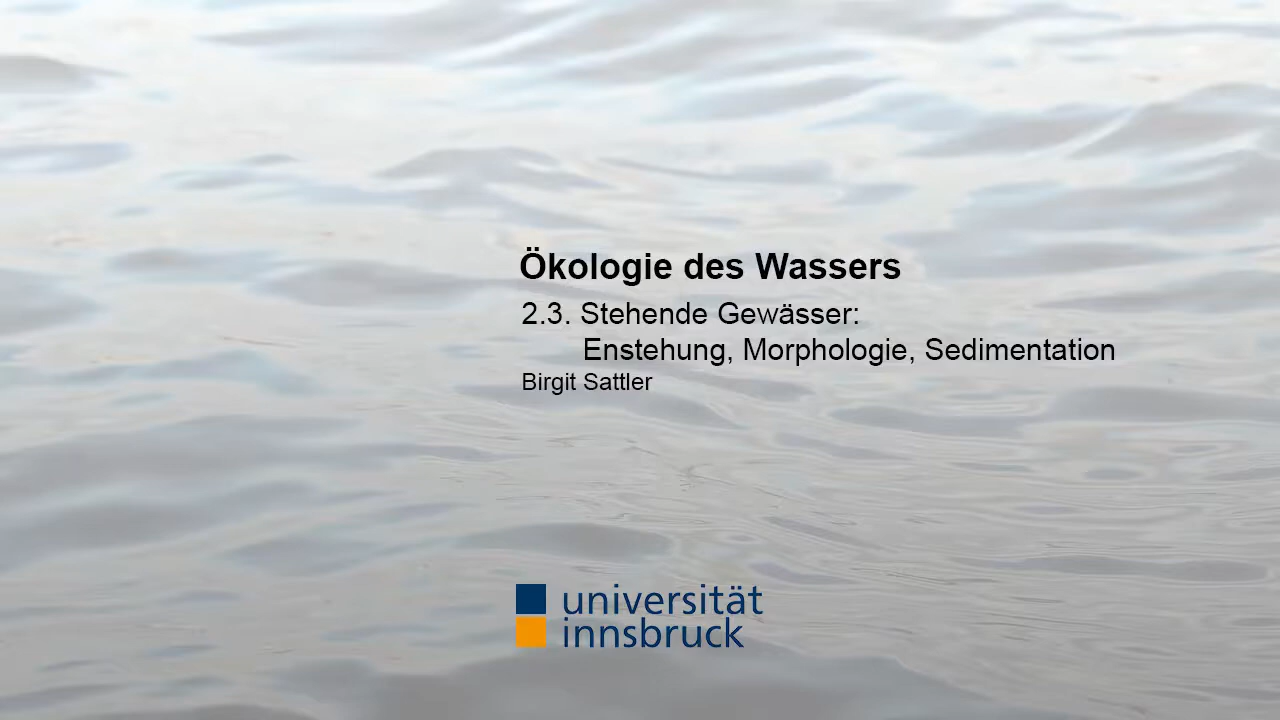 Ökologie des Wassers
2.3. Stehende Gewässer:
Enstehung, Morphologie, Sedimentation
Birgit Sattler
universität
innsbruck